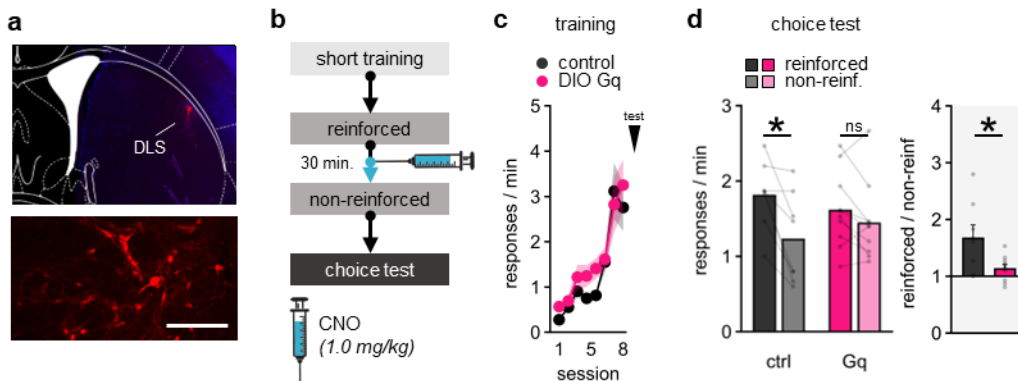 a
DLS
b
short training
reinforced
30 min.
non-reinforced
choice test
CNO
(1.0 mg/kg)
c
training
control
DIO Gq
test
responses / min
5
4
3
2
1
0
1
5
8
session
d
choice test
reinforced
non-reinf.
*
ns
responses / min
3
2
1
0
ctrl
Gq
*
reinforced / non-reinf
4
3
2
1
0